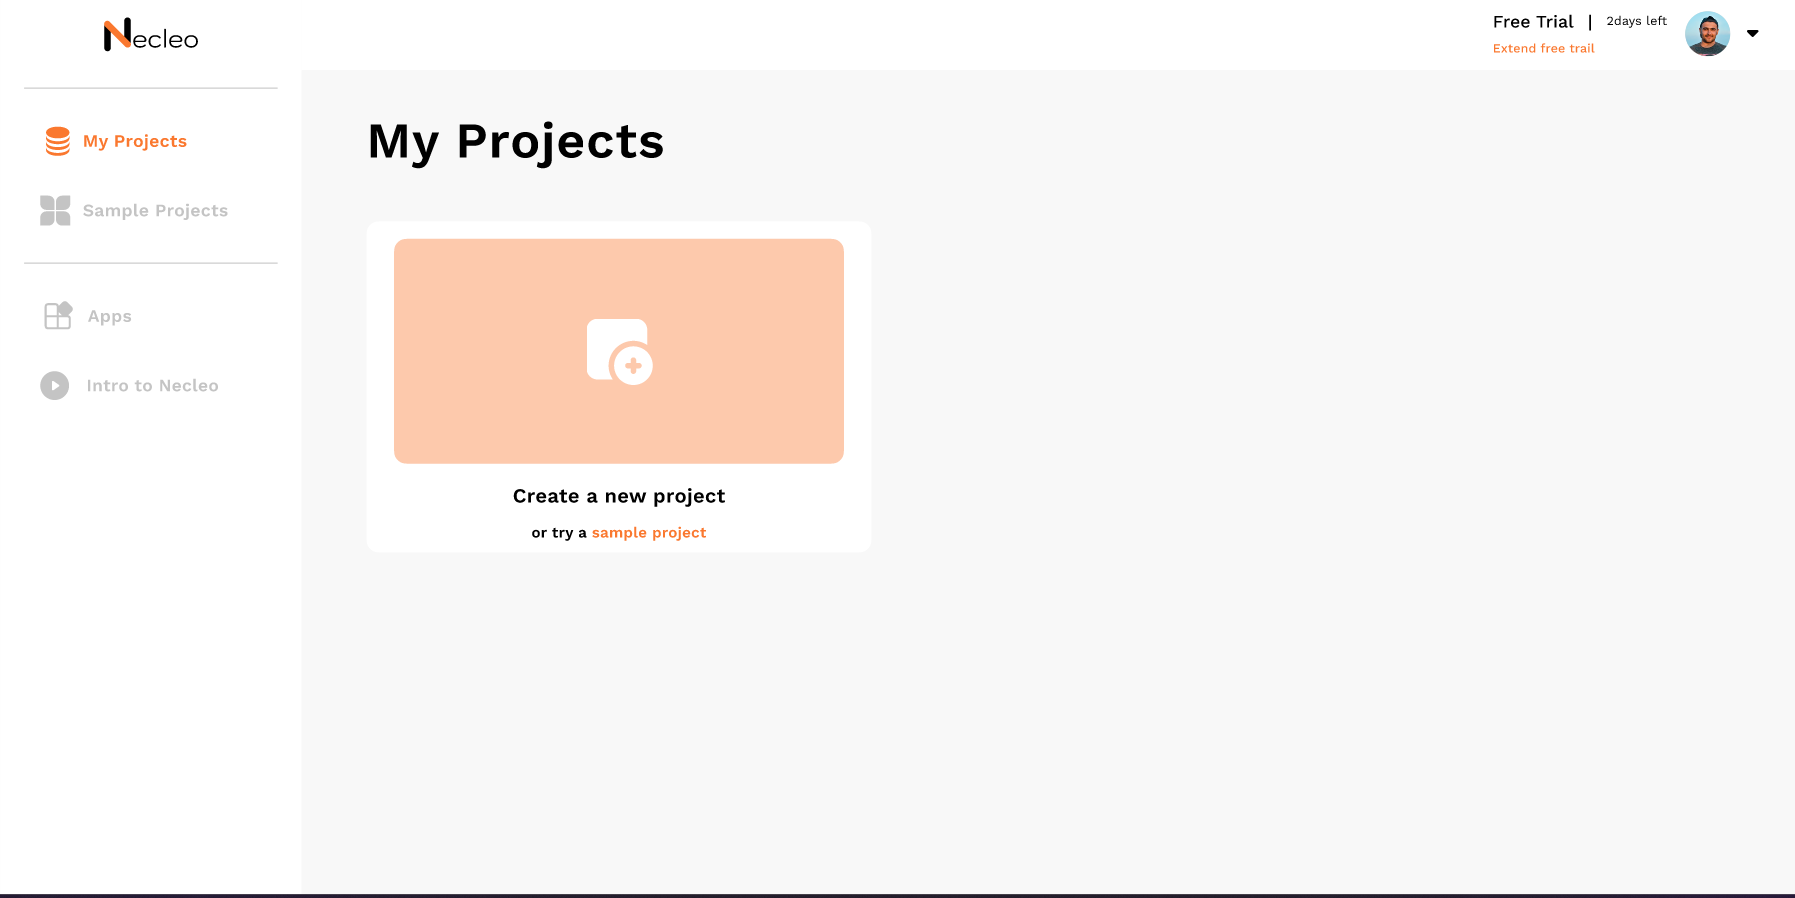 Necleo
Free Trial | 2days left
Extend free trail
My Projects
Sample Projects
Apps
Intro to Necleo
My Projects
Create a new project
or try a sample project